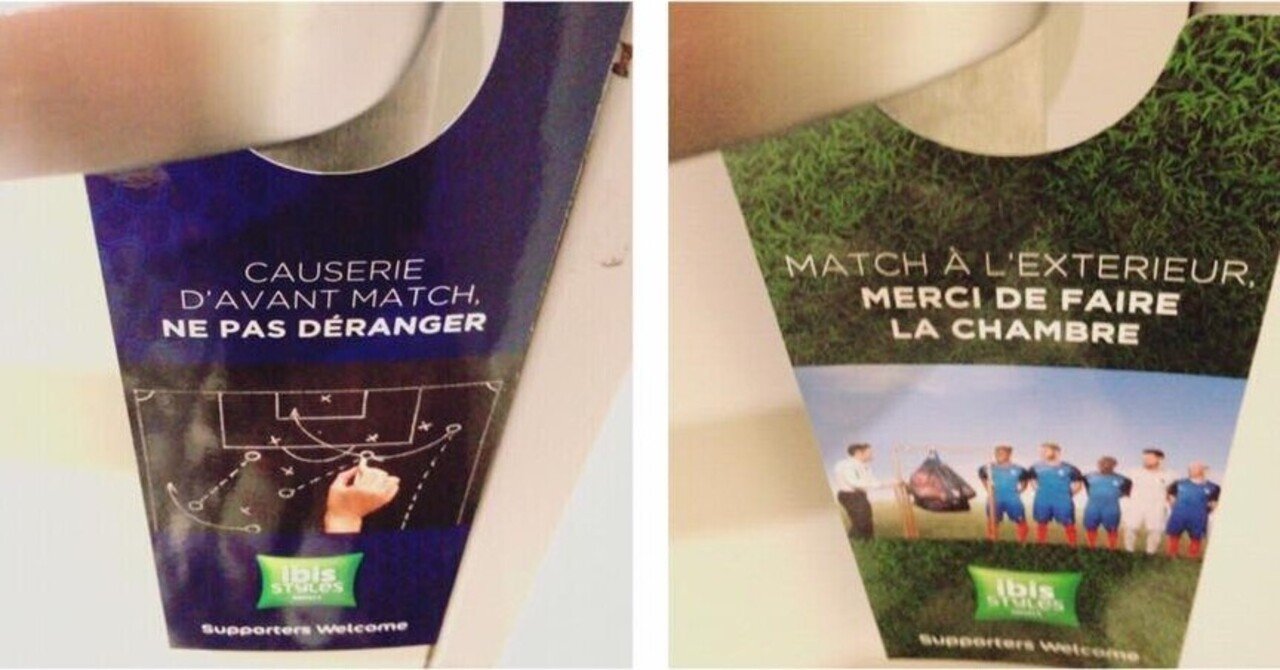 CAUSERIE
D'AVANT MATCH,
NE PAS DÉRANGER
ibis
STYLES
Supporters Welcome
MATCH À L'EXTERIEUR,
MERCI DE FAIRE
LA CHAMBRE
ibis
STYLES
Supporters Welcome